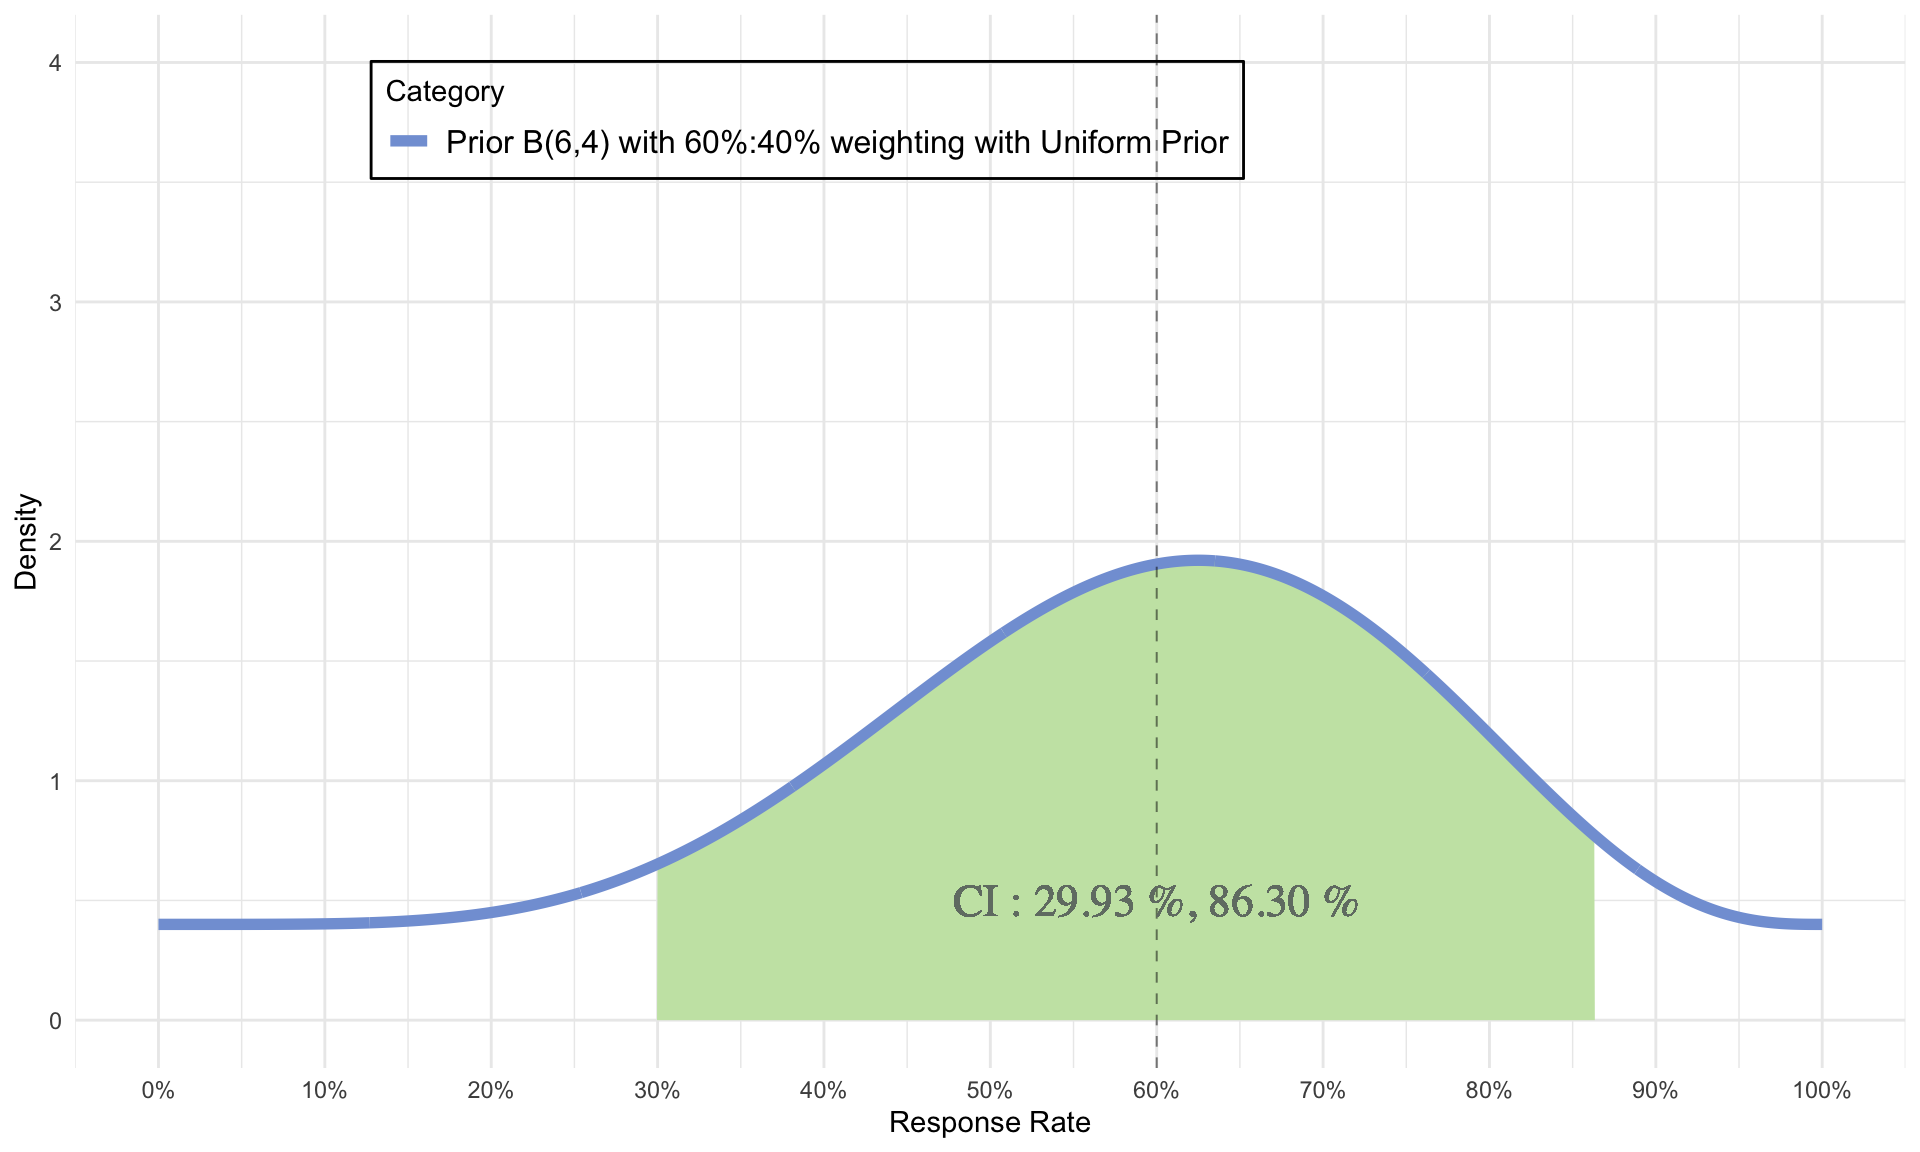 4
Category
Prior B(6,4) with 60%:40% weighting with Uniform Prior
3
2
1
0
Density
CI : 29.93 %, 86.30 %
0% 10% 20% 30% 40% 50% 60% 70% 80% 90% 100%
Response Rate